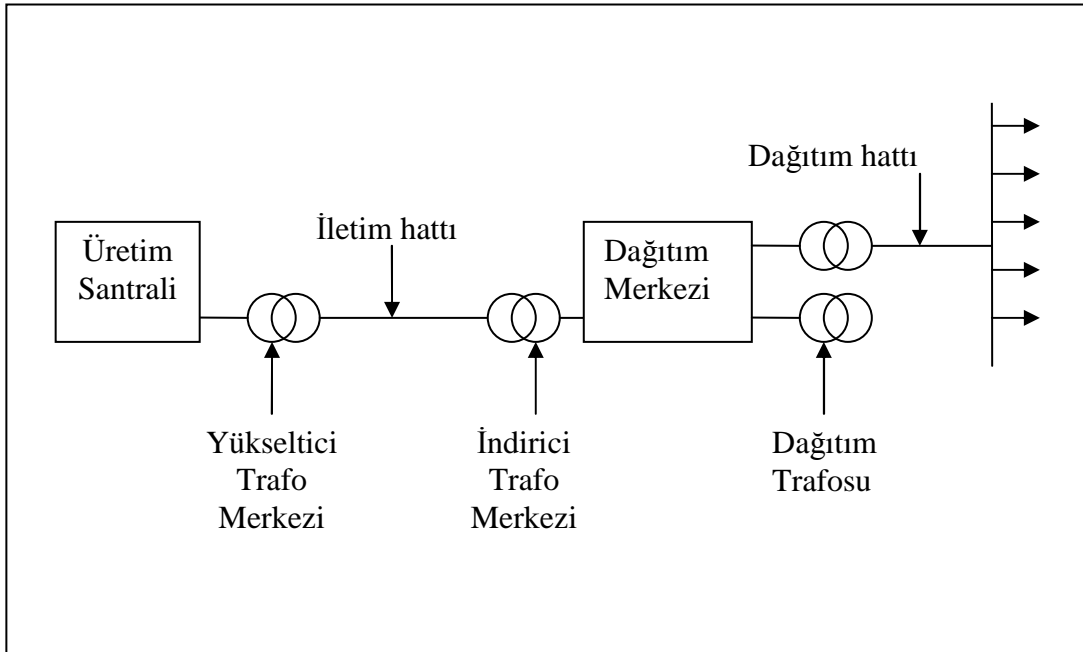 Dağıtım hattı
İletim hattı
Üretim
Santrali
Dağıtım
Merkezi
Yükseltici
Trafo
Merkezi
İndirici
Trafo
Merkezi
Dağıtım
Trafosu